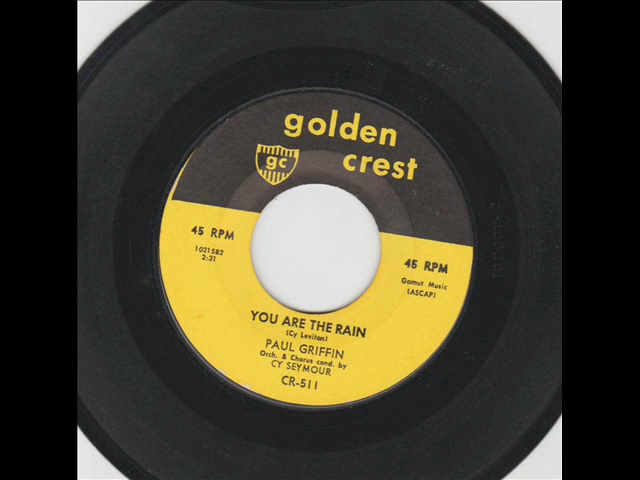 golden
crest
gc
45 RPM
1021582
2:31
45 RPM
Gamut Music
(ASCAP)
YOU ARE THE RAIN
(Cy Levitan)
PAUL GRIFFIN
Orch. & Chorus cond. by
CY SEYMOUR
CR-511